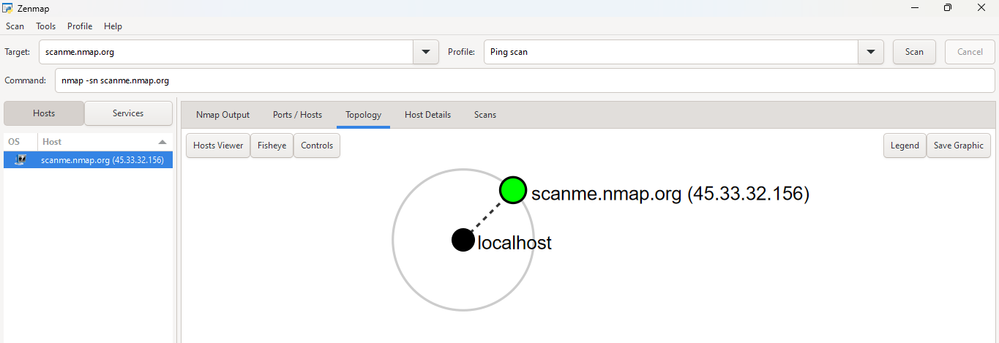 Zenmap
Scan Tools Profile Help
Target: scanme.nmap.org Profile: Ping scan Scan Cancel
Command: nmap -sn scanme.nmap.org
Hosts Services
Nmap Output Ports / Hosts Topology Host Details Scans
OS Host
Hosts Viewer Fisheye Controls Legend Save Graphic
scanme.nmap.org (45.33.32.156)
scanme.nmap.org (45.33.32.156)
localhost